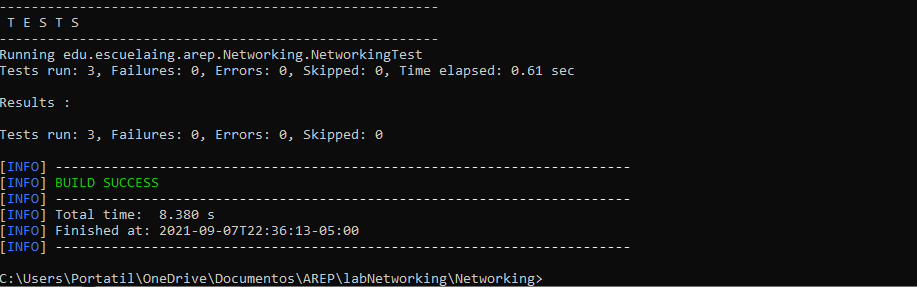 -------------------------------------------------------
 T E S T S
-------------------------------------------------------
Running edu.escuelaing.arep.Networking.NetworkingTest
Tests run: 3, Failures: 0, Errors: 0, Skipped: 0, Time elapsed: 0.61 sec
Results :
Tests run: 3, Failures: 0, Errors: 0, Skipped: 0
[INFO] ------------------------------------------------------------------------
[INFO] BUILD SUCCESS
[INFO] ------------------------------------------------------------------------
[INFO] Total time:  8.380 s
[INFO] Finished at: 2021-09-07T22:36:13-05:00
[INFO] ------------------------------------------------------------------------
C:\Users\Portatil\OneDrive\Documentos\AREP\labNetworking\Networking>